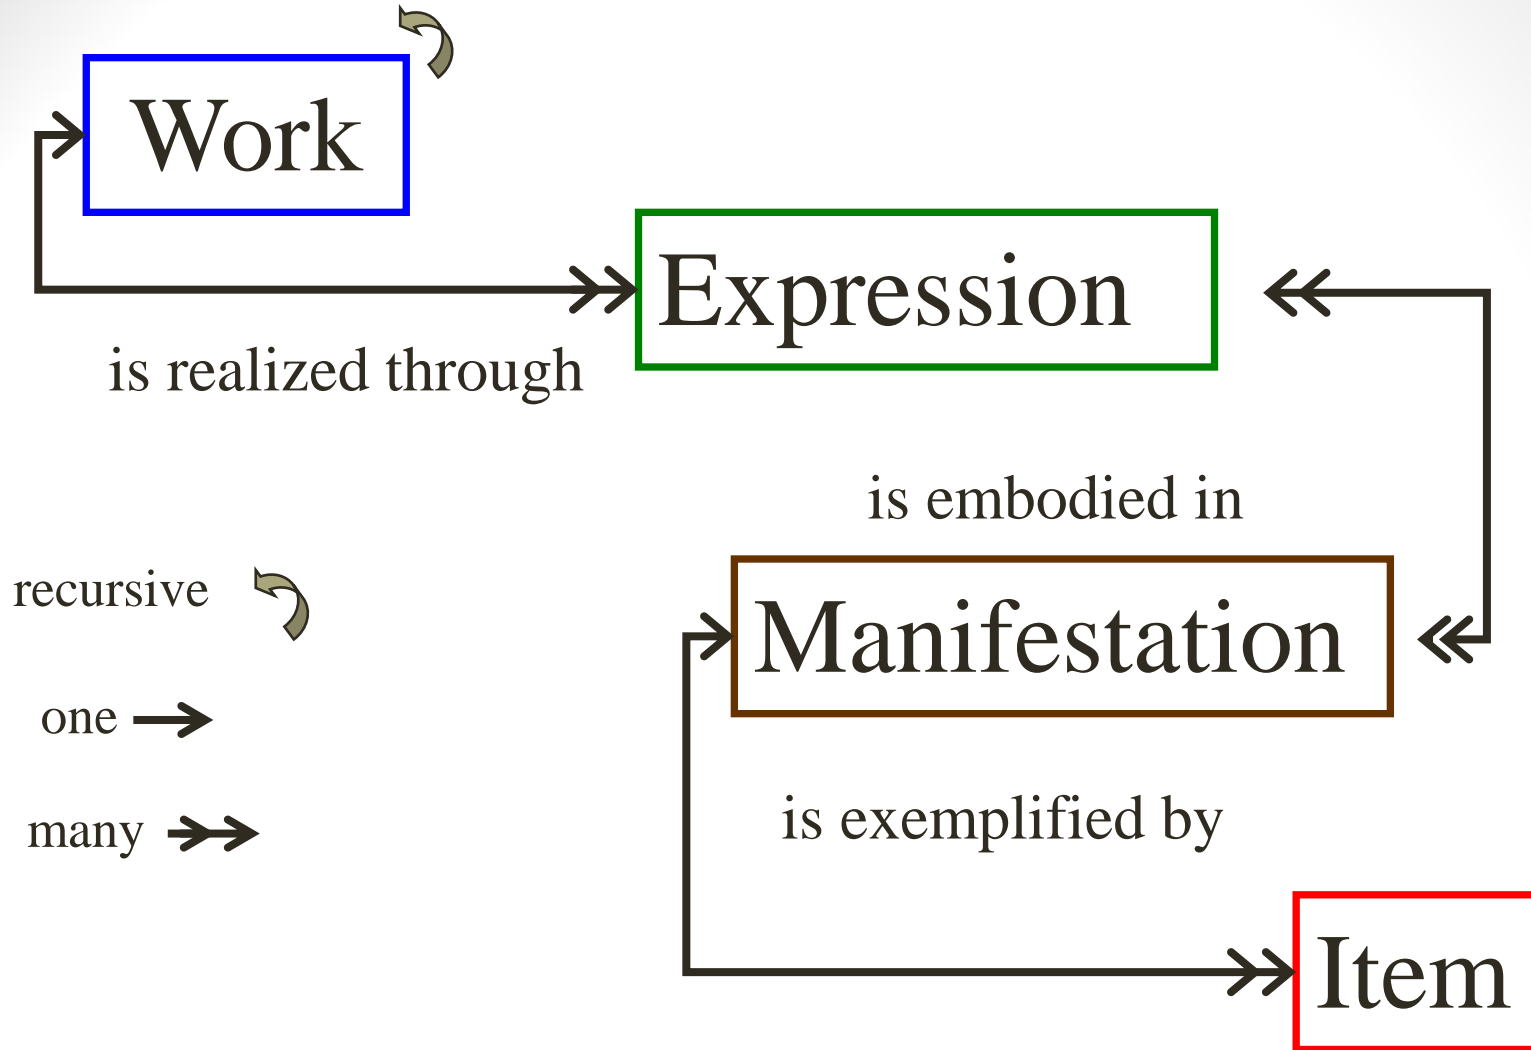 Work
Expression
is realized through
is embodied in
recursive
Manifestation
one
many
is exemplified by
Item